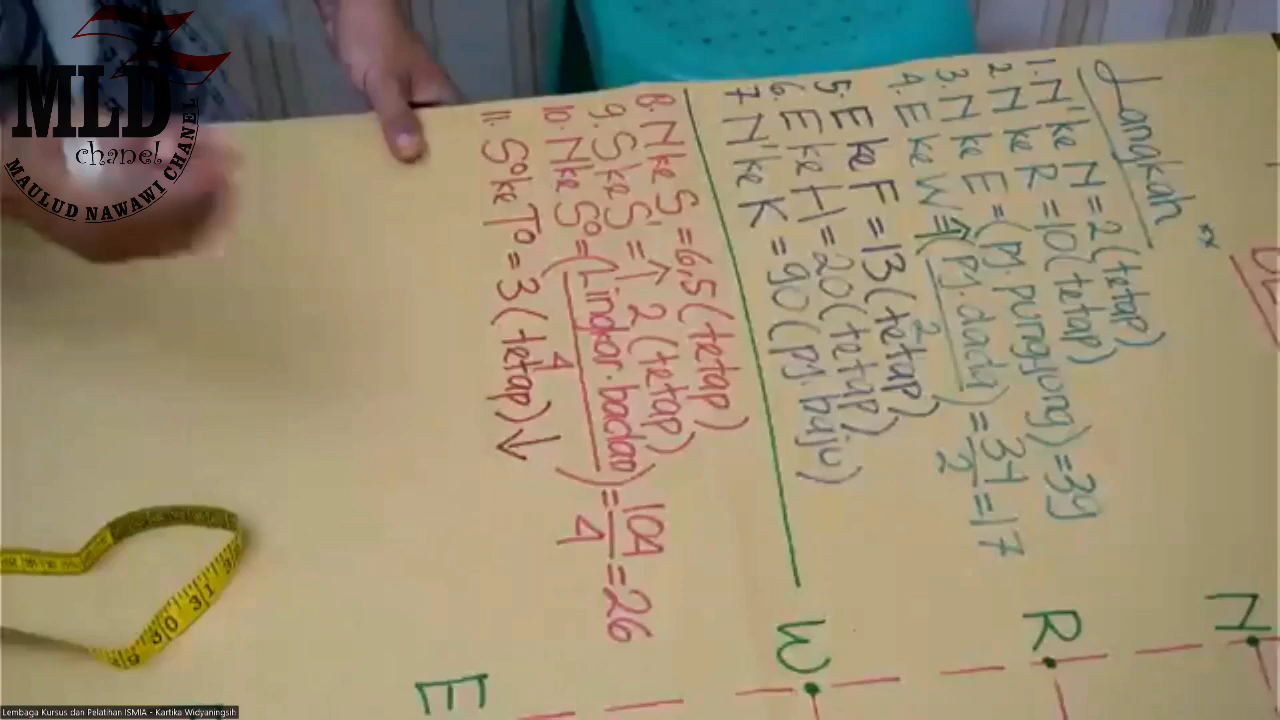 MLD
chanel
MAULUD NAWAWI CHANEL
Langkah"
1. N' ke N = 2 (tetap)
2. N ke R = 10 (tetap)
3. N ke E = (pj. punggung) = 39
4. E ke W = ↑ (pj. dada) = 34 = 17
2 2
5. E ke F = 13 (tetap)
6. E ke H = 20 (tetap)
7. N' ke K = 90 (pj. baju)
8. N ke S = 6,5 (tetap)
9. S ke S' = ↑ 2 (tetap)
10. N ke S° = (Lingkar badan) = 104 = 26
4 4
11. S° ke T° = 3 (tetap) ↓
N
R
W
E
30 31
Lembaga Kursus dan Pelatihan ISMIA - Kartika Widyaningsih